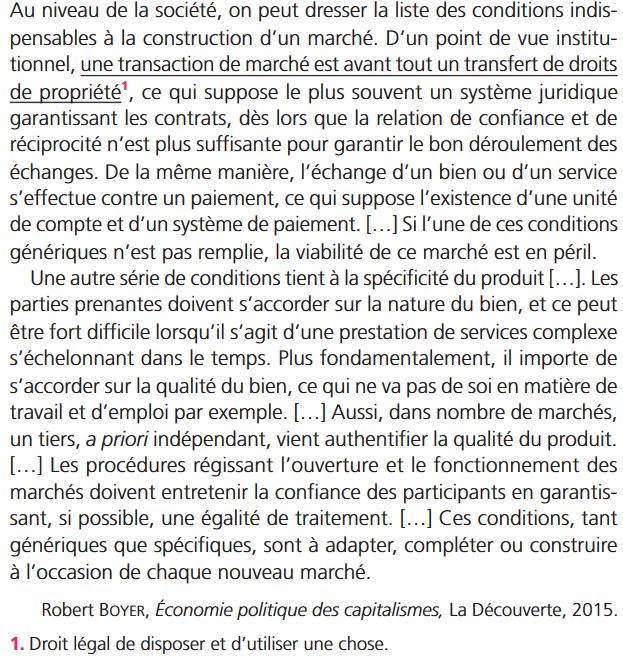 Au niveau de la société, on peut dresser la liste des conditions indis-
pensables à la construction d’un marché. D’un point de vue institu-
tionnel, une transaction de marché est avant tout un transfert de droits
de propriété¹, ce qui suppose le plus souvent un système juridique
garantissant les contrats, dès lors que la relation de confiance et de
réciprocité n’est plus suffisante pour garantir le bon déroulement des
échanges. De la même manière, l’échange d’un bien ou d’un service
s’effectue contre un paiement, ce qui suppose l’existence d’une unité
de compte et d’un système de paiement. […] Si l’une de ces conditions
génériques n’est pas remplie, la viabilité de ce marché est en péril.
Une autre série de conditions tient à la spécificité du produit […]. Les
parties prenantes doivent s’accorder sur la nature du bien, et ce peut
être fort difficile lorsqu’il s’agit d’une prestation de services complexe
s’échelonnant dans le temps. Plus fondamentalement, il importe de
s’accorder sur la qualité du bien, ce qui ne va pas de soi en matière de
travail et d’emploi par exemple. […] Aussi, dans nombre de marchés,
un tiers, a priori indépendant, vient authentifier la qualité du produit.
[…] Les procédures régissant l’ouverture et le fonctionnement des
marchés doivent entretenir la confiance des participants en garantis-
sant, si possible, une égalité de traitement. […] Ces conditions, tant
génériques que spécifiques, sont à adapter, compléter ou construire
à l’occasion de chaque nouveau marché.
Robert BOYER, Économie politique des capitalismes, La Découverte, 2015.
1. Droit légal de disposer et d’utiliser une chose.